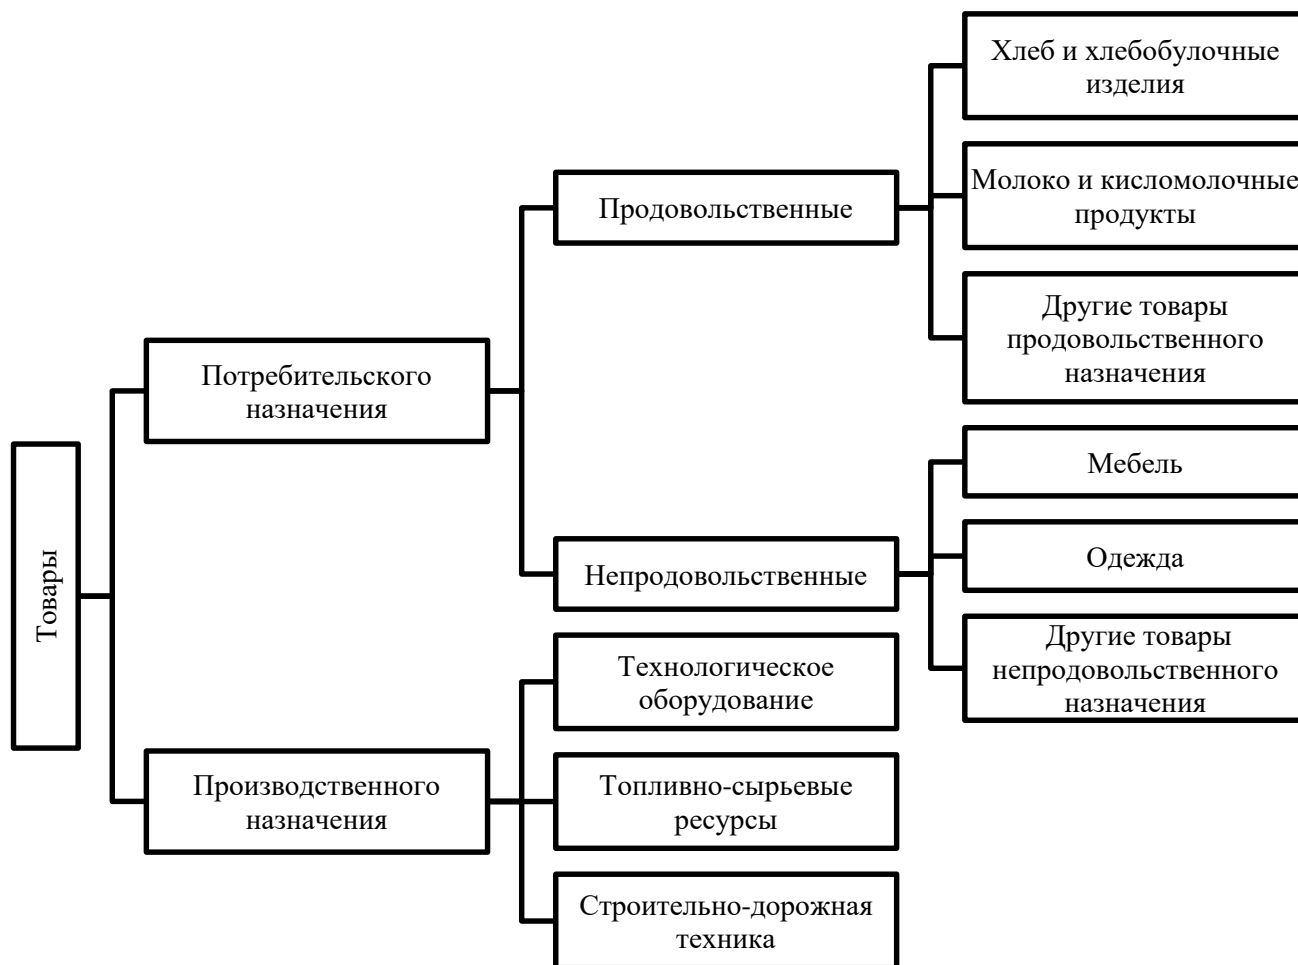 Товары
Потребительского
назначения
Производственного
назначения
Продовольственные
Непродовольственные
Технологическое
оборудование
Топливно-сырьевые
ресурсы
Строительно-дорожная
техника
Хлеб и хлебобулочные
изделия
Молоко и кисломолочные
продукты
Другие товары
продовольственного
назначения
Мебель
Одежда
Другие товары
непродовольственного
назначения